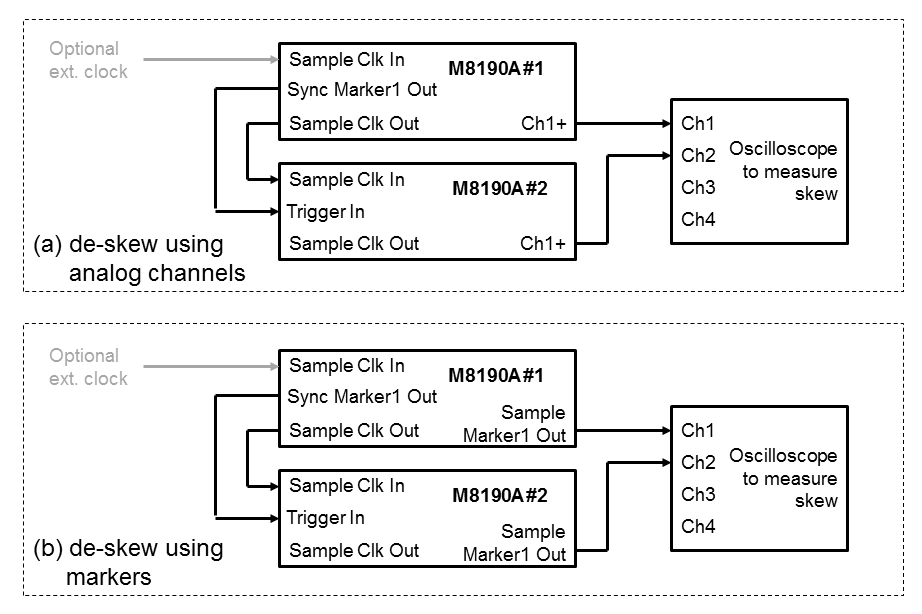 Optional
ext. clock
Sample Clk In
M8190A#1
Sync Marker1 Out
Sample Clk Out
Ch1+
Sample Clk In
M8190A#2
Trigger In
Sample Clk Out
Ch1+
Ch1
Ch2
Ch3
Ch4
Oscilloscope
to measure
skew
(a) de-skew using
analog channels
Optional
ext. clock
Sample Clk In
M8190A#1
Sync Marker1 Out
Sample Clk Out
Sample
Marker1 Out
Sample Clk In
M8190A#2
Trigger In
Sample Clk Out
Sample
Marker1 Out
Ch1
Ch2
Ch3
Ch4
Oscilloscope
to measure
skew
(b) de-skew using
markers